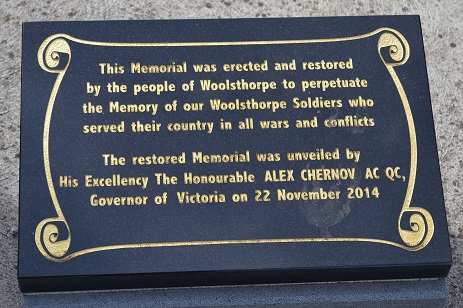 This Memorial was erected and restored
by the people of Woolsthorpe to perpetuate
the Memory of our Woolsthorpe Soldiers who
served their country in all wars and conflicts
The restored Memorial was unveiled by
His Excellency The Honourable ALEX CHERNOV AC QC,
Governor of Victoria on 22 November 2014